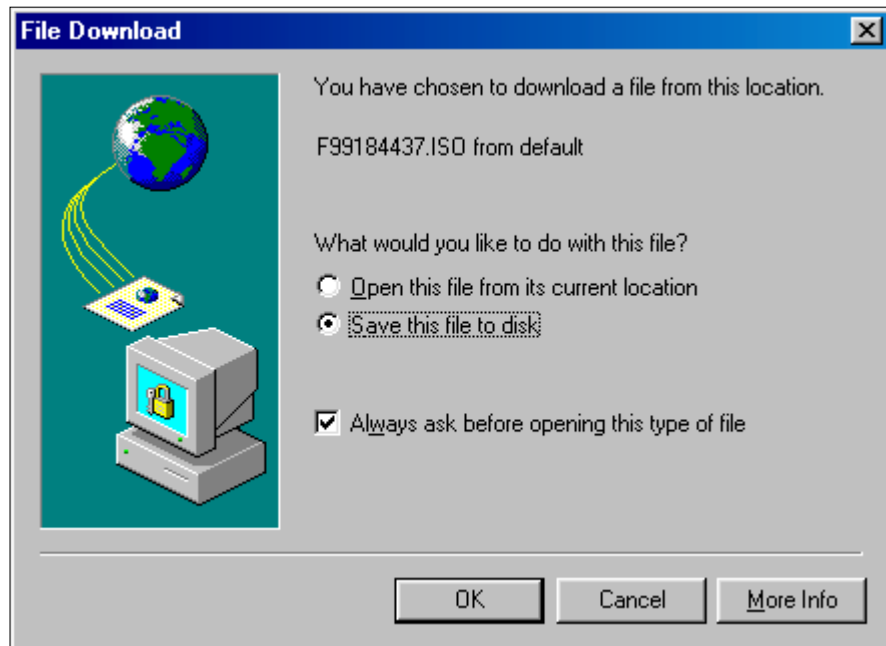 File Download
You have chosen to download a file from this location.
F99184437.ISO from default
What would you like to do with this file?
Open this file from its current location
Save this file to disk
Always ask before opening this type of file
OK Cancel More Info